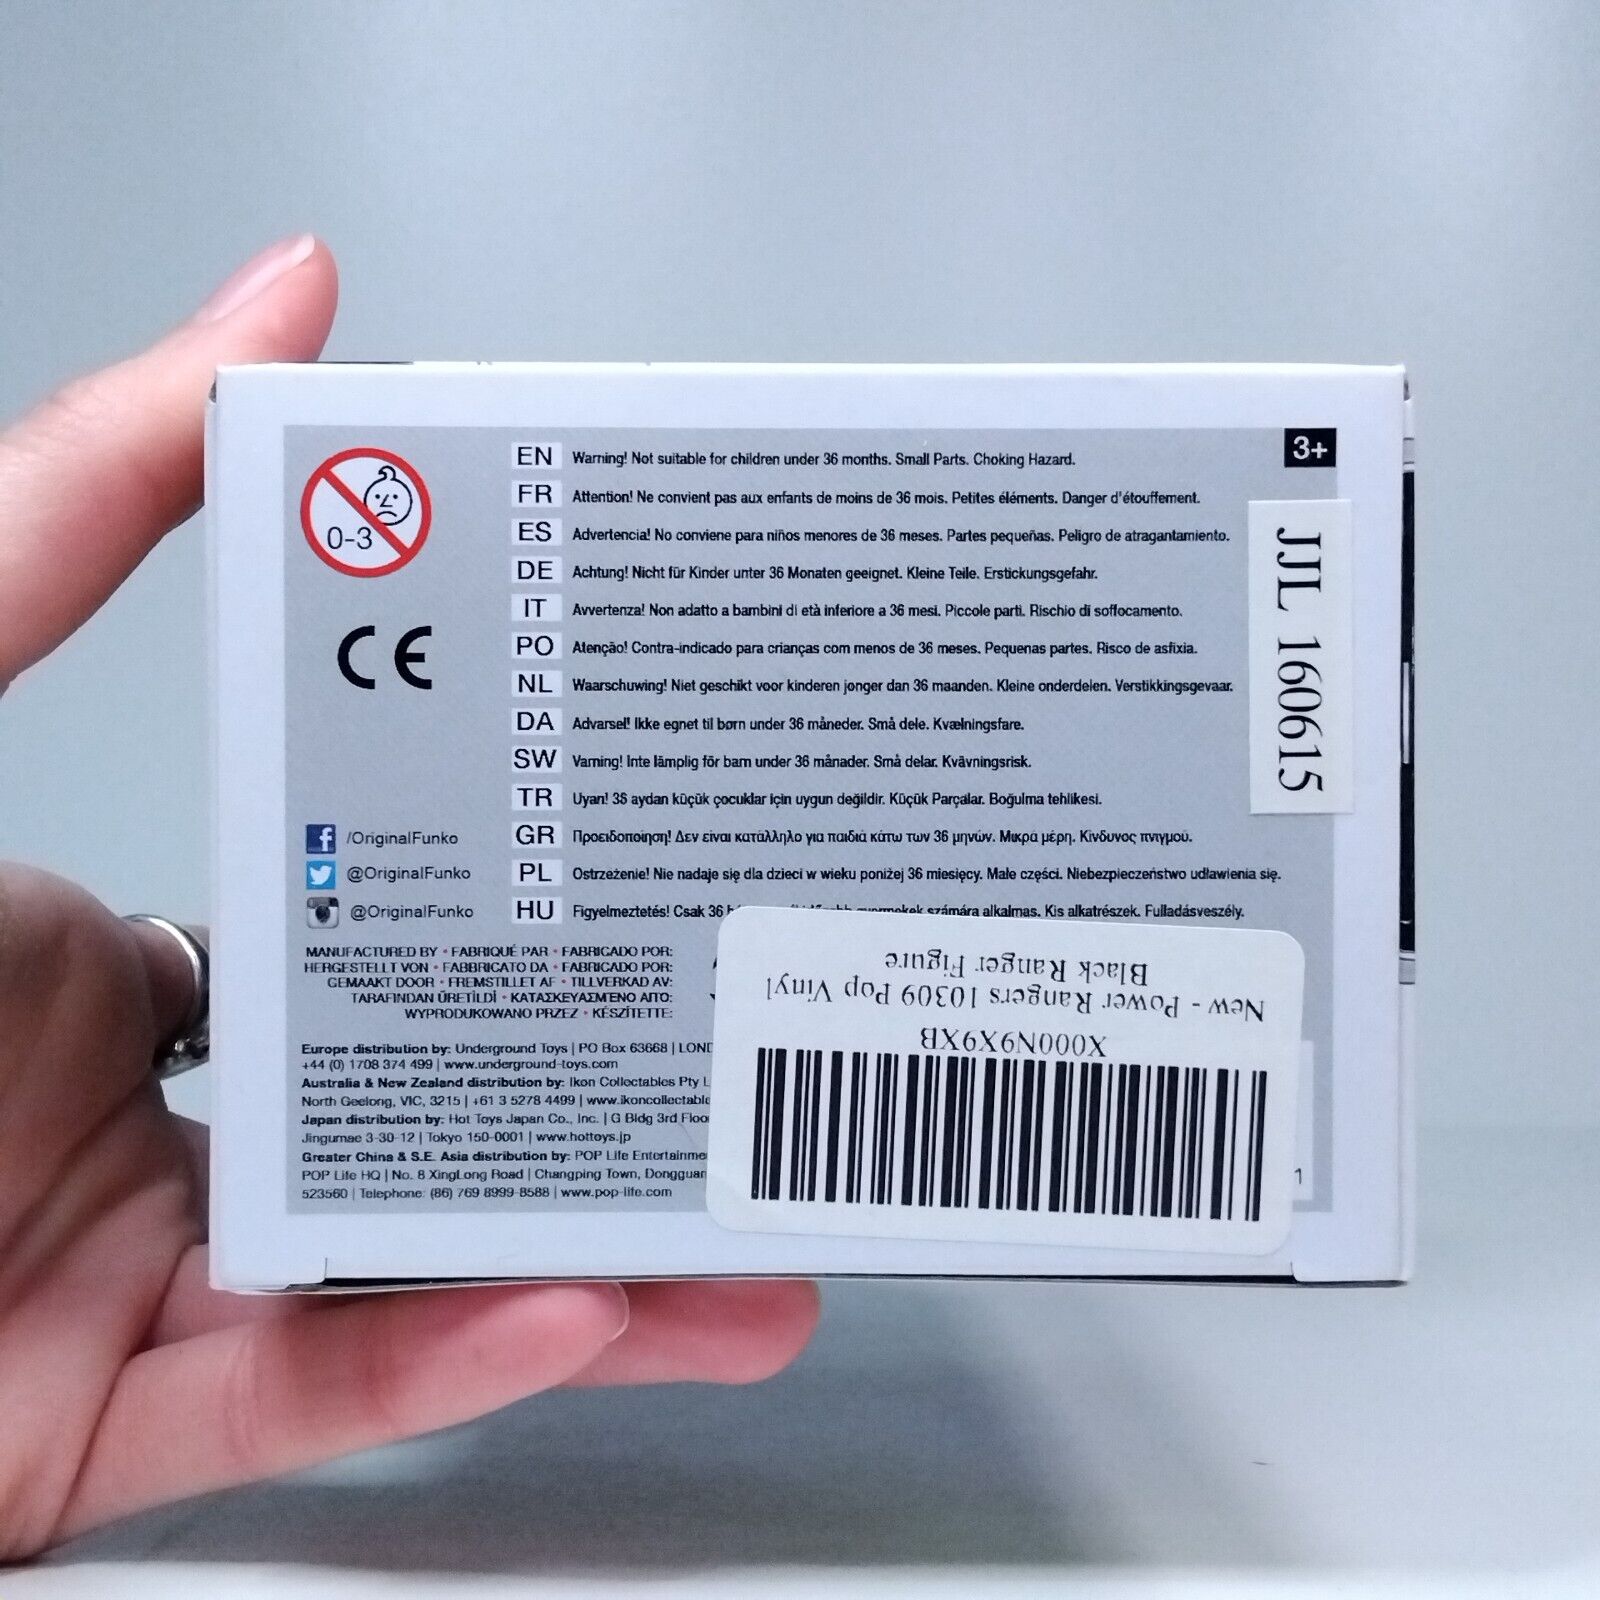 3+
0-3
CE
EN Warning! Not suitable for children under 36 months. Small Parts. Choking Hazard.
FR Attention! Ne convient pas aux enfants de moins de 36 mois. Petites éléments. Danger d'étouffement.
ES Advertencia! No conviene para niños menores de 36 meses. Partes pequeñas. Peligro de atragantamiento.
DE Achtung! Nicht für Kinder unter 36 Monaten geeignet. Kleine Teile. Erstickungsgefahr.
IT Avvertenza! Non adatto a bambini di età inferiore a 36 mesi. Piccole parti. Rischio di soffocamento.
PO Atenção! Contra-indicado para crianças com menos de 36 meses. Pequenas partes. Risco de asfixia.
NL Waarschuwing! Niet geschikt voor kinderen jonger dan 36 maanden. Kleine onderdelen. Verstikkingsgevaar.
DA Advarsel! Ikke egnet til børn under 36 måneder. Små dele. Kvælningsfare.
SW Varning! Inte lämplig för barn under 36 månader. Små delar. Kvävningsrisk.
TR Uyarı! 36 aydan küçük çocuklar için uygun değildir. Küçük Parçalar. Boğulma tehlikesi.
GR Προειδοποίηση! Δεν είναι κατάλληλο για παιδιά κάτω των 36 μηνών. Μικρά μέρη. Κίνδυνος πνιγμού.
PL Ostrzeżenie! Nie nadaje się dla dzieci w wieku poniżej 36 miesięcy. Małe części. Niebezpieczeństwo udławienia się.
HU Figyelmeztetés! Csak 36 gyermekek számára alkalmas. Kis alkatrészek. Fulladásveszély.
/OriginalFunko
@OriginalFunko
@OriginalFunko
JJL 160615
MANUFACTURED BY • FABRIQUÉ PAR • FABRICADO POR:
HERGESTELLT VON • FABBRICATO DA • FABRICADO POR:
GEMAAKT DOOR • FREMSTILLET AF • TILLVERKAD AV:
TARAFINDAN ÜRETİLDİ • ΚΑΤΑΣΚΕΥΑΣΜΈΝΟ ΑΠΌ:
WYPRODUKOWANO PRZEZ • KÉSZÍTETTE:
Europe distribution by: Underground Toys | PO Box 63668 | LOND
+44 (0) 1708 374 499 | www.underground-toys.com
Australia & New Zealand distribution by: Ikon Collectables Pty L
North Geelong, VIC, 3215 | +61 3 5278 4499 | www.ikoncollectable
Japan distribution by: Hot Toys Japan Co., Inc. | G Bldg 3rd Floo
Jingumae 3-30-12 | Tokyo 150-0001 | www.hottoys.jp
Greater China & S.E. Asia distribution by: POP Life Entertainme
POP Life HQ | No. 8 XingLong Road | Changping Town, Dongguan
523560 | Telephone: (86) 769 8999-8588 | www.pop-life.com
1
X000N9X9XB
New - Power Rangers 10309 Pop Vinyl
Black Ranger Figure